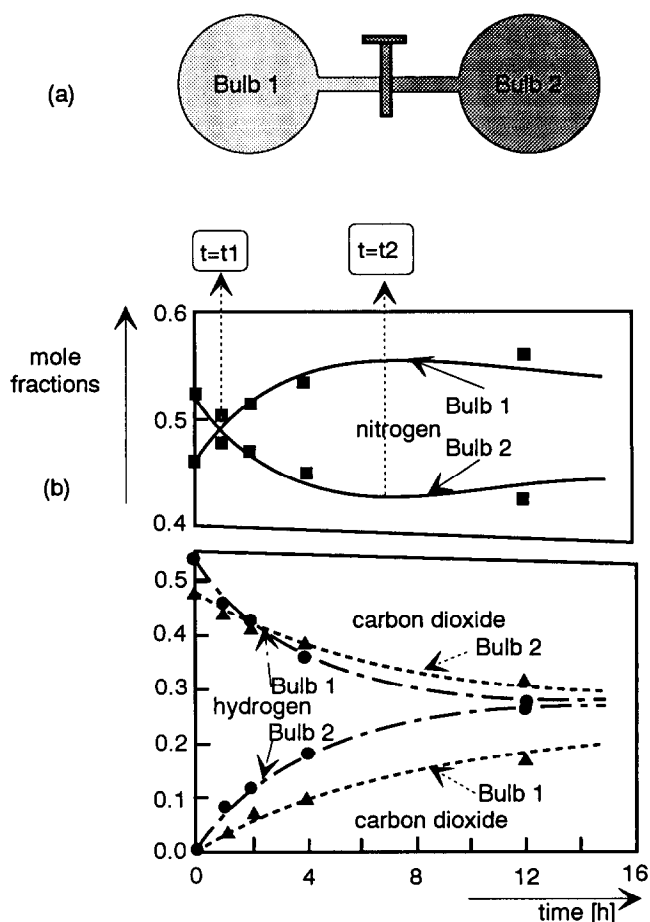 (a)
Bulb 1
Bulb 2
t=t1
t=t2
mole
fractions
(b)
0.6
0.5
0.4
Bulb 1
nitrogen
Bulb 2
0.5
0.4
0.3
0.2
0.1
0.0
carbon dioxide
Bulb 2
Bulb 1
hydrogen
Bulb 2
Bulb 1
carbon dioxide
0
4
8
12
16
time [h]